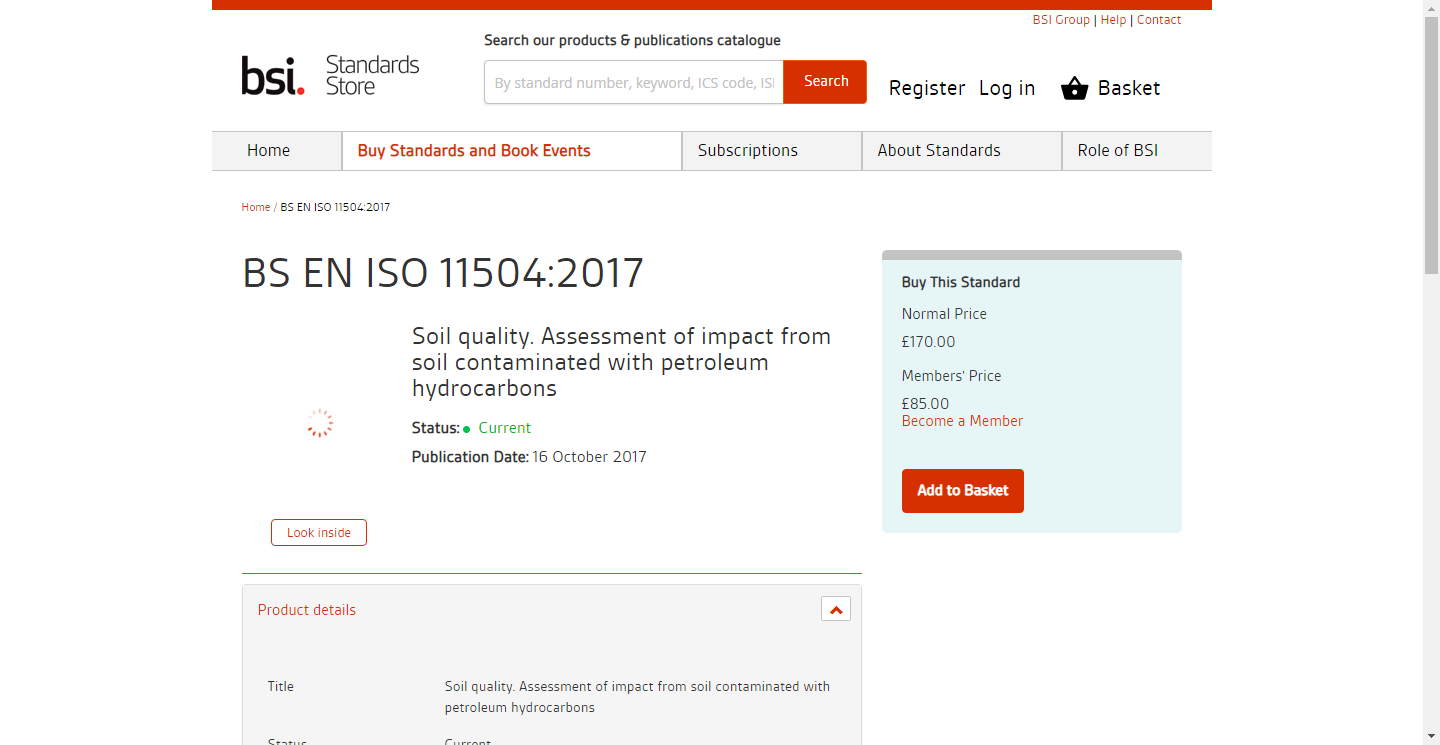 BSI Group | Help | Contact
Search our products & publications catalogue
bsi.
Standards
Store
By standard number, keyword, ICS code, ISI
Search
Register
Log in
Basket
Home
Buy Standards and Book Events
Subscriptions
About Standards
Role of BSI
Home / BS EN ISO 11504:2017
BS EN ISO 11504:2017
Soil quality. Assessment of impact from
soil contaminated with petroleum
hydrocarbons
Status: Current
Publication Date: 16 October 2017
Look inside
Buy This Standard
Normal Price
£170.00
Members' Price
£85.00
Become a Member
Add to Basket
Product details
Title
Soil quality. Assessment of impact from soil contaminated with
petroleum hydrocarbons
Status
Current